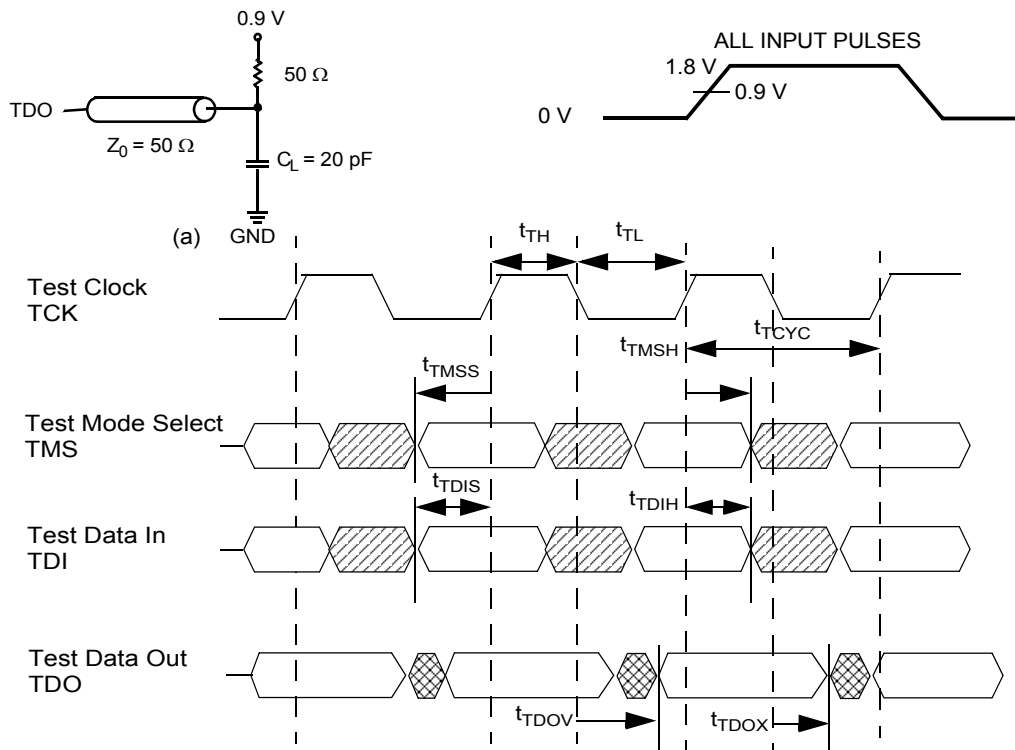 0.9 V
50 Ω
TDO
Z0 = 50 Ω
CL = 20 pF
(a)
GND
ALL INPUT PULSES
1.8 V
0.9 V
0 V
tTH
tTL
Test Clock
TCK
tTMSH
tTCYC
tTMSS
Test Mode Select
TMS
tTDIS
tTDIH
Test Data In
TDI
Test Data Out
TDO
tTDOV
tTDOX